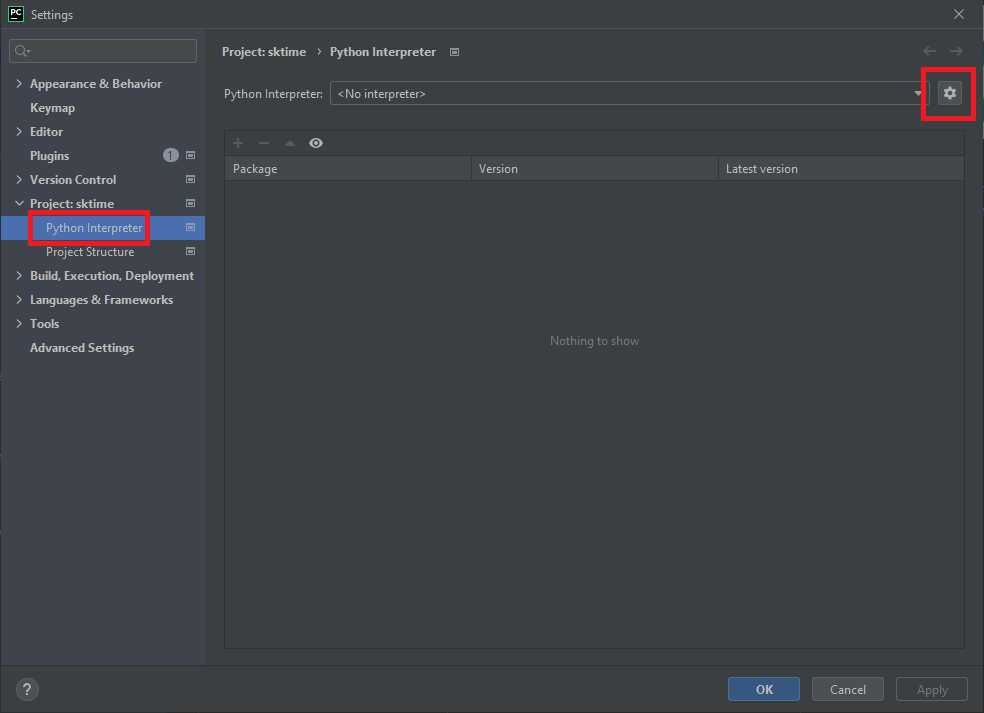 PC Settings
Project: sktime › Python Interpreter
Appearance & Behavior
Keymap
Editor
Plugins 1
Version Control
Project: sktime
Python Interpreter
Project Structure
Build, Execution, Deployment
Languages & Frameworks
Tools
Advanced Settings
Python Interpreter: <No interpreter>
Package Version Latest version
Nothing to show
? OK Cancel Apply